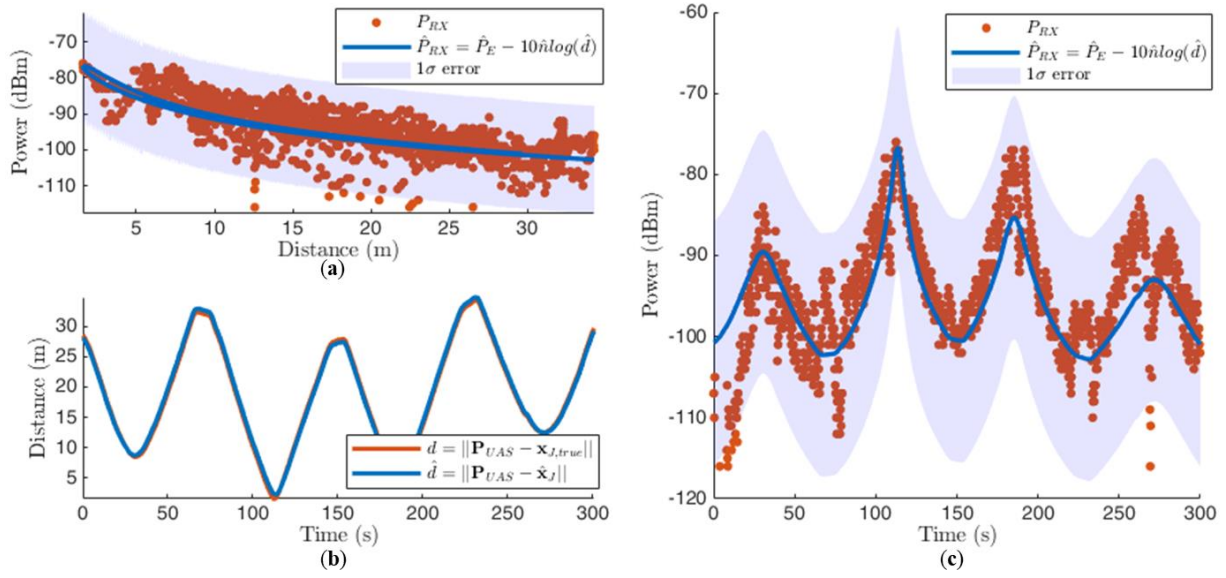 P_RX
P̂_RX = P̂_E − 10n̂log(d̂)
1σ error
Power (dBm)
-70
-80
-90
-100
-110
5
10
15
20
25
30
Distance (m)
(a)
Distance (m)
30
25
20
15
10
5
d = ||P_UAS − x_J,true||
d̂ = ||P_UAS − x̂_J||
0
50
100
150
200
250
300
Time (s)
(b)
P_RX
P̂_RX = P̂_E − 10n̂log(d̂)
1σ error
Power (dBm)
-60
-70
-80
-90
-100
-110
-120
0
50
100
150
200
250
300
Time (s)
(c)